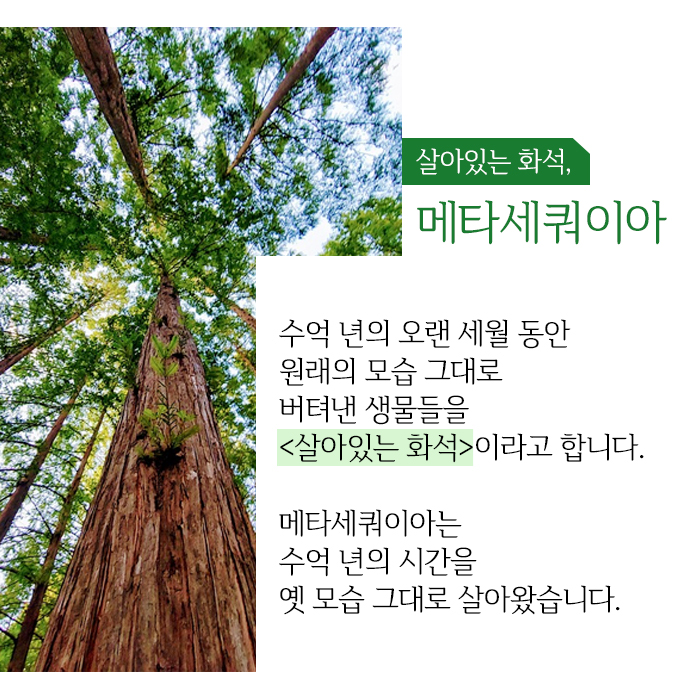 살아있는 화석,
메타세쿼이아
수억 년의 오랜 세월 동안
원래의 모습 그대로
버텨낸 생물들을
<살아있는 화석>이라고 합니다.
메타세쿼이아는
수억 년의 시간을
옛 모습 그대로 살아왔습니다.